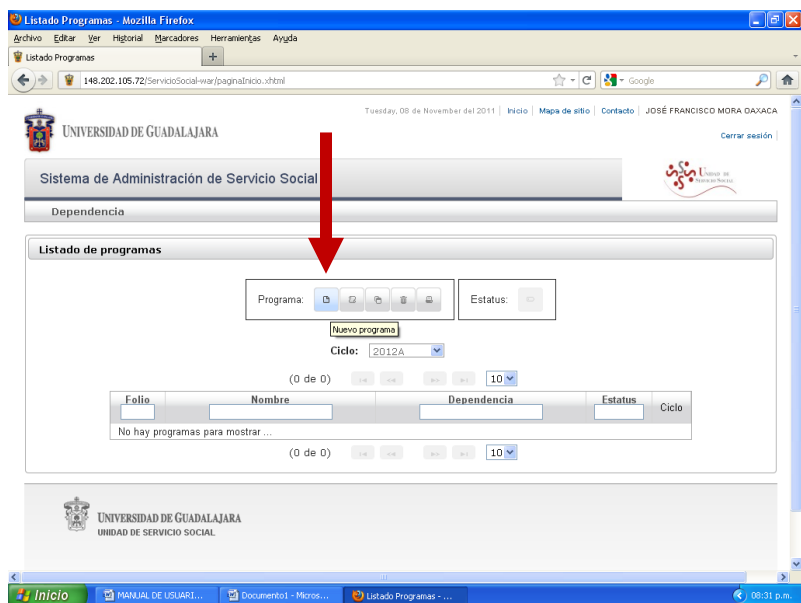 Listado Programas - Mozilla Firefox
Archivo Editar Ver Historial Marcadores Herramientas Ayuda
Listado Programas
148.202.105.72/ServicioSocial-war/paginaInicio.xhtml
Google
Tuesday, 08 de November del 2011 | Inicio | Mapa de sitio | Contacto | JOSÉ FRANCISCO MORA OAXACA
UNIVERSIDAD DE GUADALAJARA
Cerrar sesión
Sistema de Administración de Servicio Social
UNIDAD DE
SERVICIO SOCIAL
Dependencia
Listado de programas
Programa:
Estatus:
Nuevo programa
Ciclo: 2012A
(0 de 0) 10
Folio Nombre Dependencia Estatus Ciclo
No hay programas para mostrar ...
(0 de 0) 10
UNIVERSIDAD DE GUADALAJARA
UNIDAD DE SERVICIO SOCIAL
Inicio MANUAL DE USUARI... Documento1 - Micros... Listado Programas - ... 08:31 p.m.